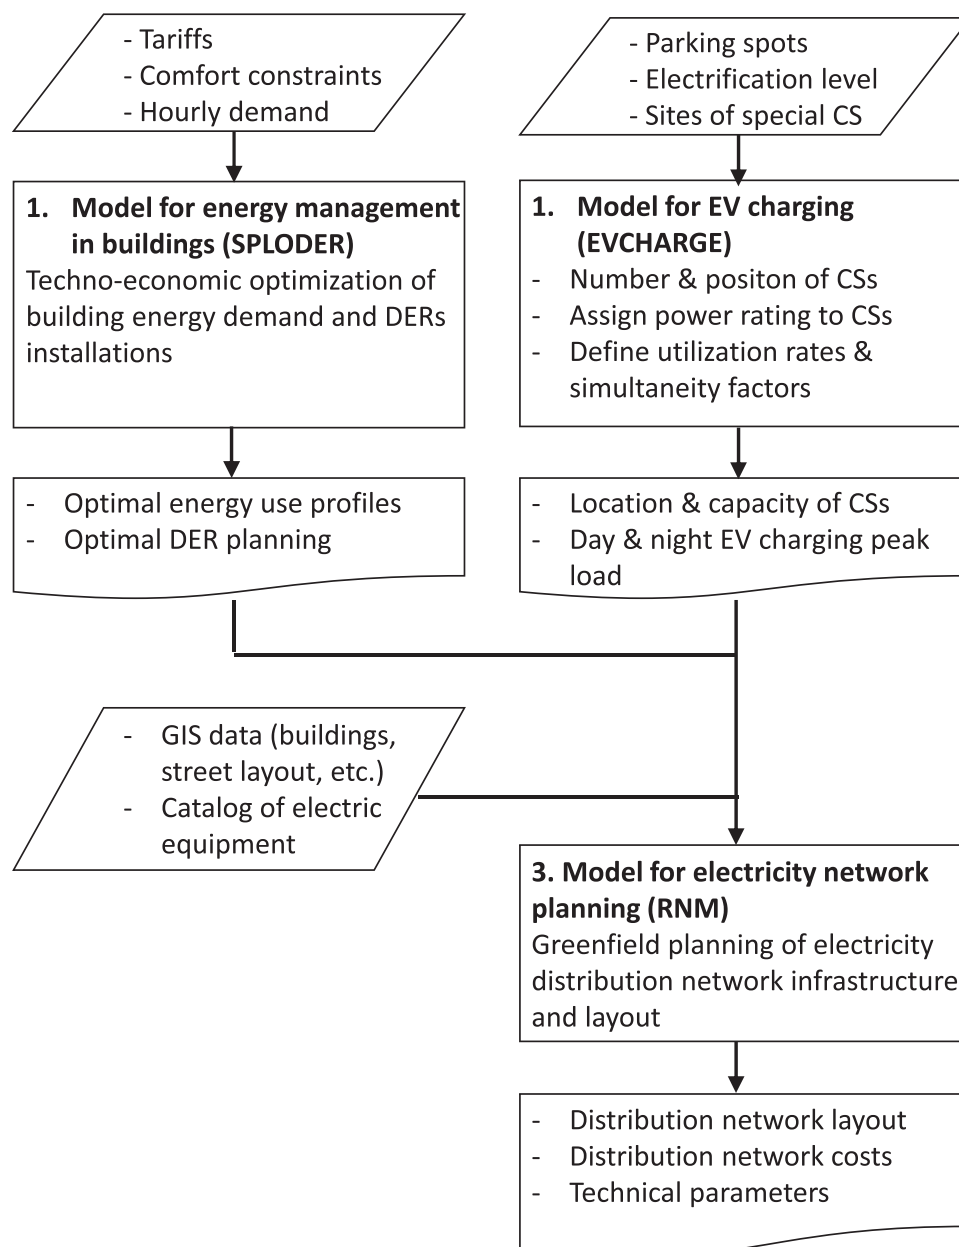 - Tariffs
- Comfort constraints
- Hourly demand
- Parking spots
- Electrification level
- Sites of special CS
1. Model for energy management
in buildings (SPLODER)
Techno-economic optimization of
building energy demand and DERs
installations
1. Model for EV charging
(EVCHARGE)
- Number & positon of CSs
- Assign power rating to CSs
- Define utilization rates &
simultaneity factors
- Optimal energy use profiles
- Optimal DER planning
- Location & capacity of CSs
- Day & night EV charging peak
load
- GIS data (buildings,
street layout, etc.)
- Catalog of electric
equipment
3. Model for electricity network
planning (RNM)
Greenfield planning of electricity
distribution network infrastructure
and layout
- Distribution network layout
- Distribution network costs
- Technical parameters